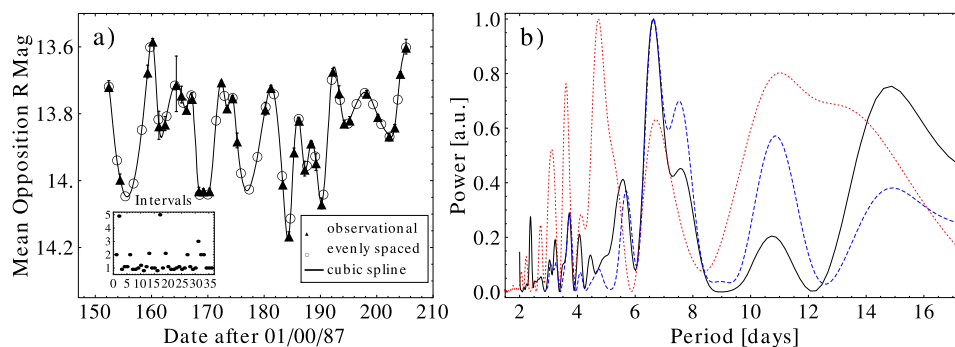 a)
Mean Opposition R Mag
13.6
13.8
14.
14.2
Intervals
5
4
3
2
1
0 5 10 15 20 25 30 35
observational
evenly spaced
cubic spline
150 160 170 180 190 200 210
Date after 01/00/87
b)
Power [a.u.]
1.0
0.8
0.6
0.4
0.2
0.0
2 4 6 8 10 12 14 16
Period [days]